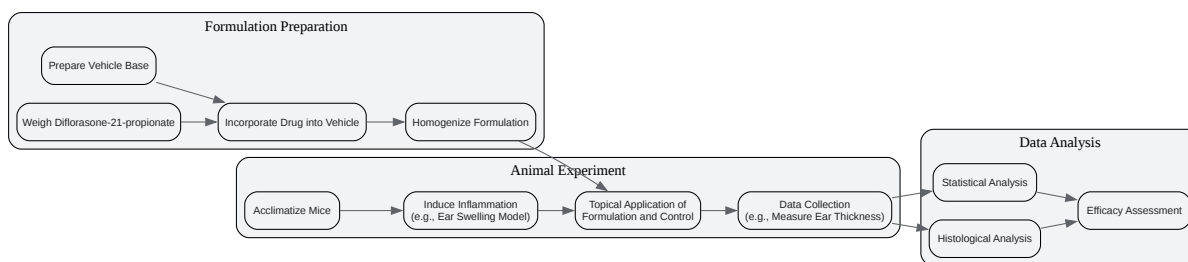 Formulation Preparation
Prepare Vehicle Base
Weigh Diflorasone-21-propionate
Incorporate Drug into Vehicle
Homogenize Formulation
Animal Experiment
Acclimatize Mice
Induce Inflammation
(e.g., Ear Swelling Model)
Topical Application of
Formulation and Control
Data Collection
(e.g., Measure Ear Thickness)
Data Analysis
Statistical Analysis
Histological Analysis
Efficacy Assessment